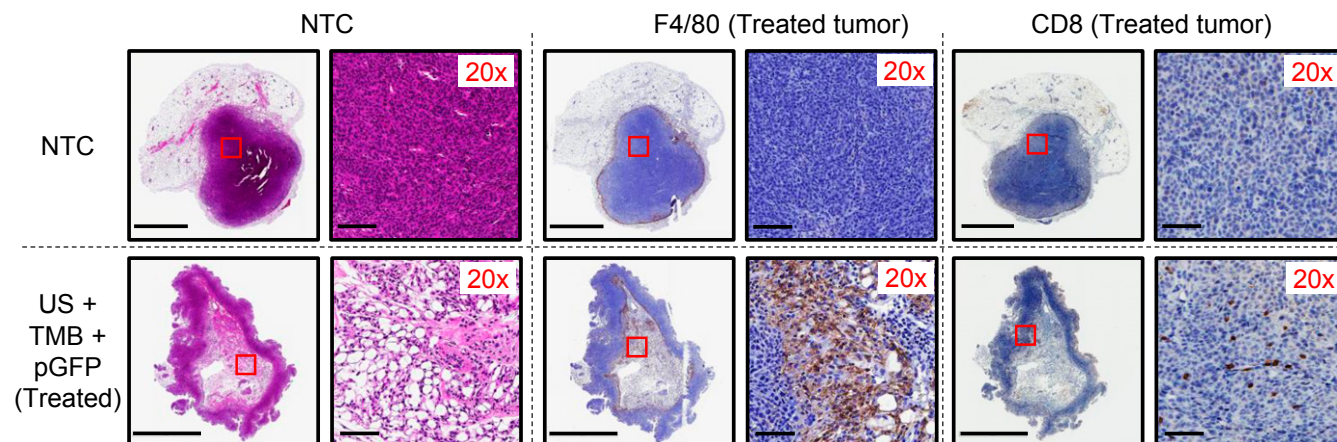 NTC
F4/80 (Treated tumor)
CD8 (Treated tumor)
NTC
20x
20x
20x
US +
TMB +
pGFP
(Treated)
20x
20x
20x